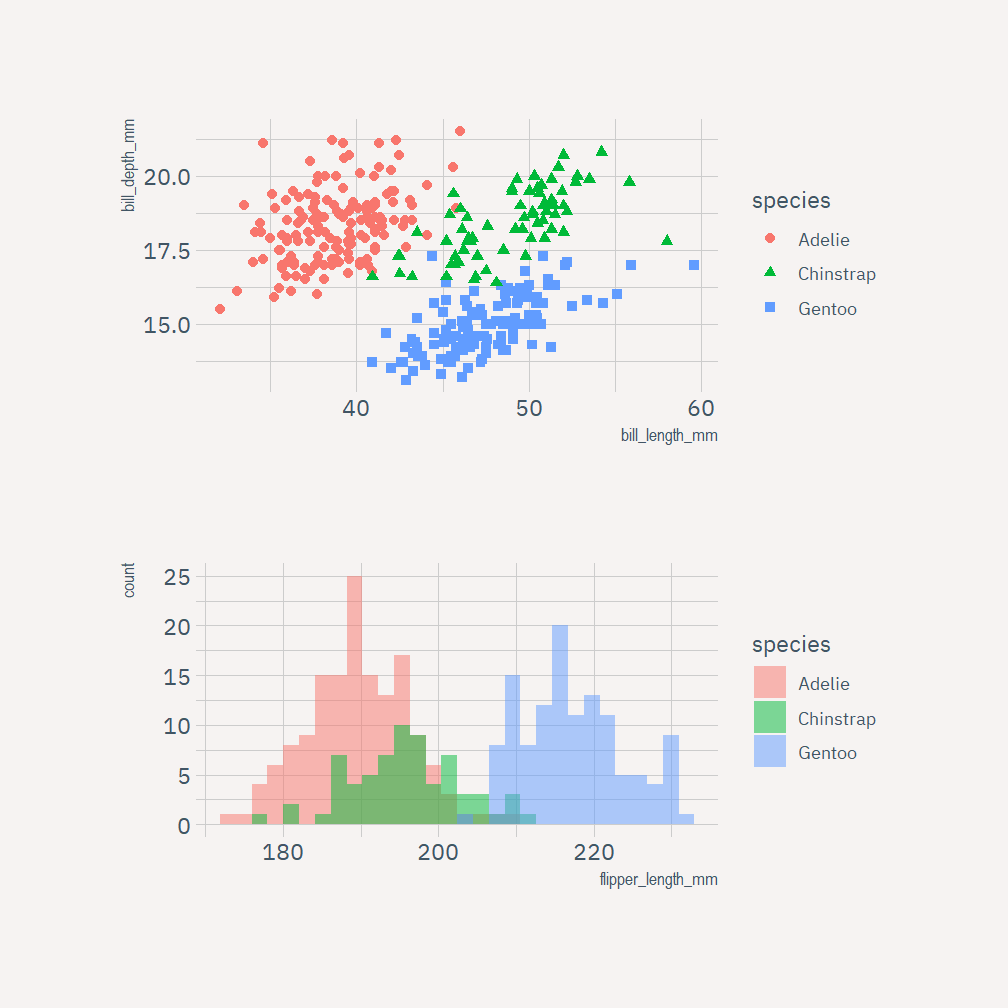 bill_depth_mm
20.0
17.5
15.0
40 50 60
bill_length_mm
species
Adelie
Chinstrap
Gentoo
count
25
20
15
10
5
0
180 200 220
flipper_length_mm
species
Adelie
Chinstrap
Gentoo